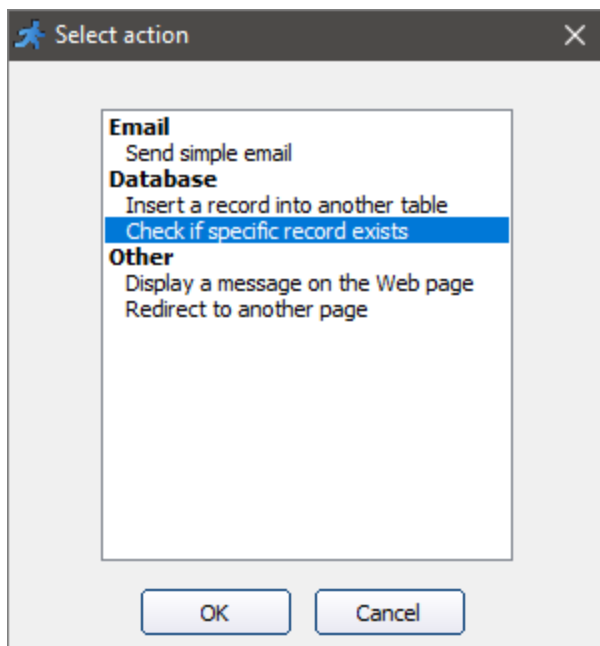 Select action
Email
Send simple email
Database
Insert a record into another table
Check if specific record exists
Other
Display a message on the Web page
Redirect to another page
OK
Cancel